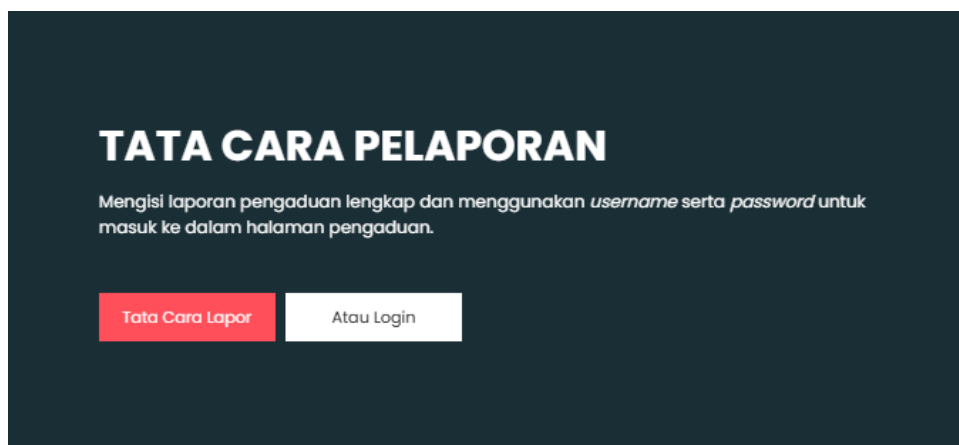 TATA CARA PELAPORAN
Mengisi laporan pengaduan lengkap dan menggunakan username serta password untuk
masuk ke dalam halaman pengaduan.
Tata Cara Lapor
Atau Login